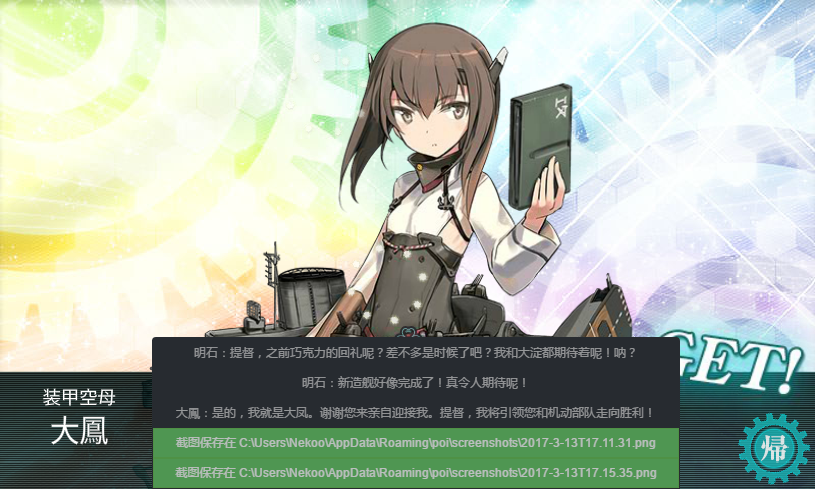 GET!
装甲空母
大鳳
明石：提督，之前巧克力的回礼呢？差不多是时候了吧？我和大淀都期待着呢！呐？
明石：新造舰好像完成了！真令人期待呢！
大鳳：是的，我就是大凤。谢谢您来亲自迎接我。提督，我将引领您和机动部队走向胜利！
截图保存在 C:\Users\Nekoo\AppData\Roaming\poi\screenshots\2017-3-13T17.11.31.png
截图保存在 C:\Users\Nekoo\AppData\Roaming\poi\screenshots\2017-3-13T17.15.35.png
帰